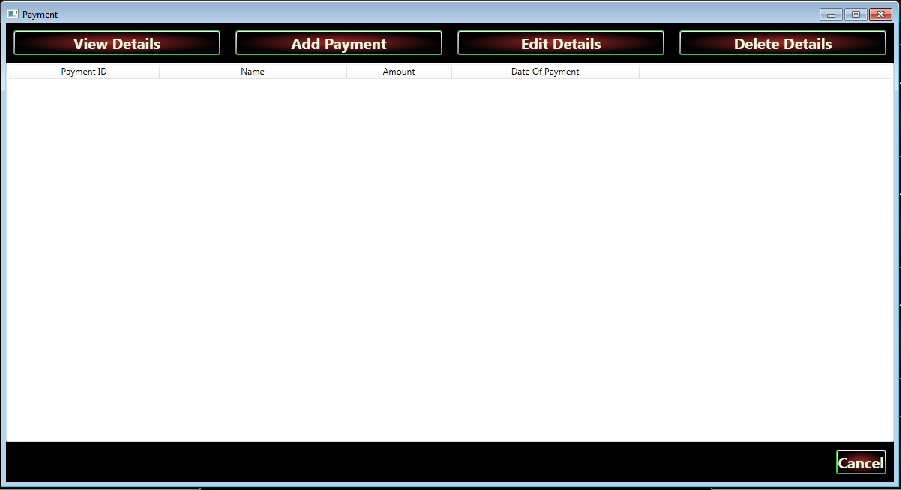 Payment
View Details Add Payment Edit Details Delete Details
Payment ID Name Amount Date Of Payment
Cancel